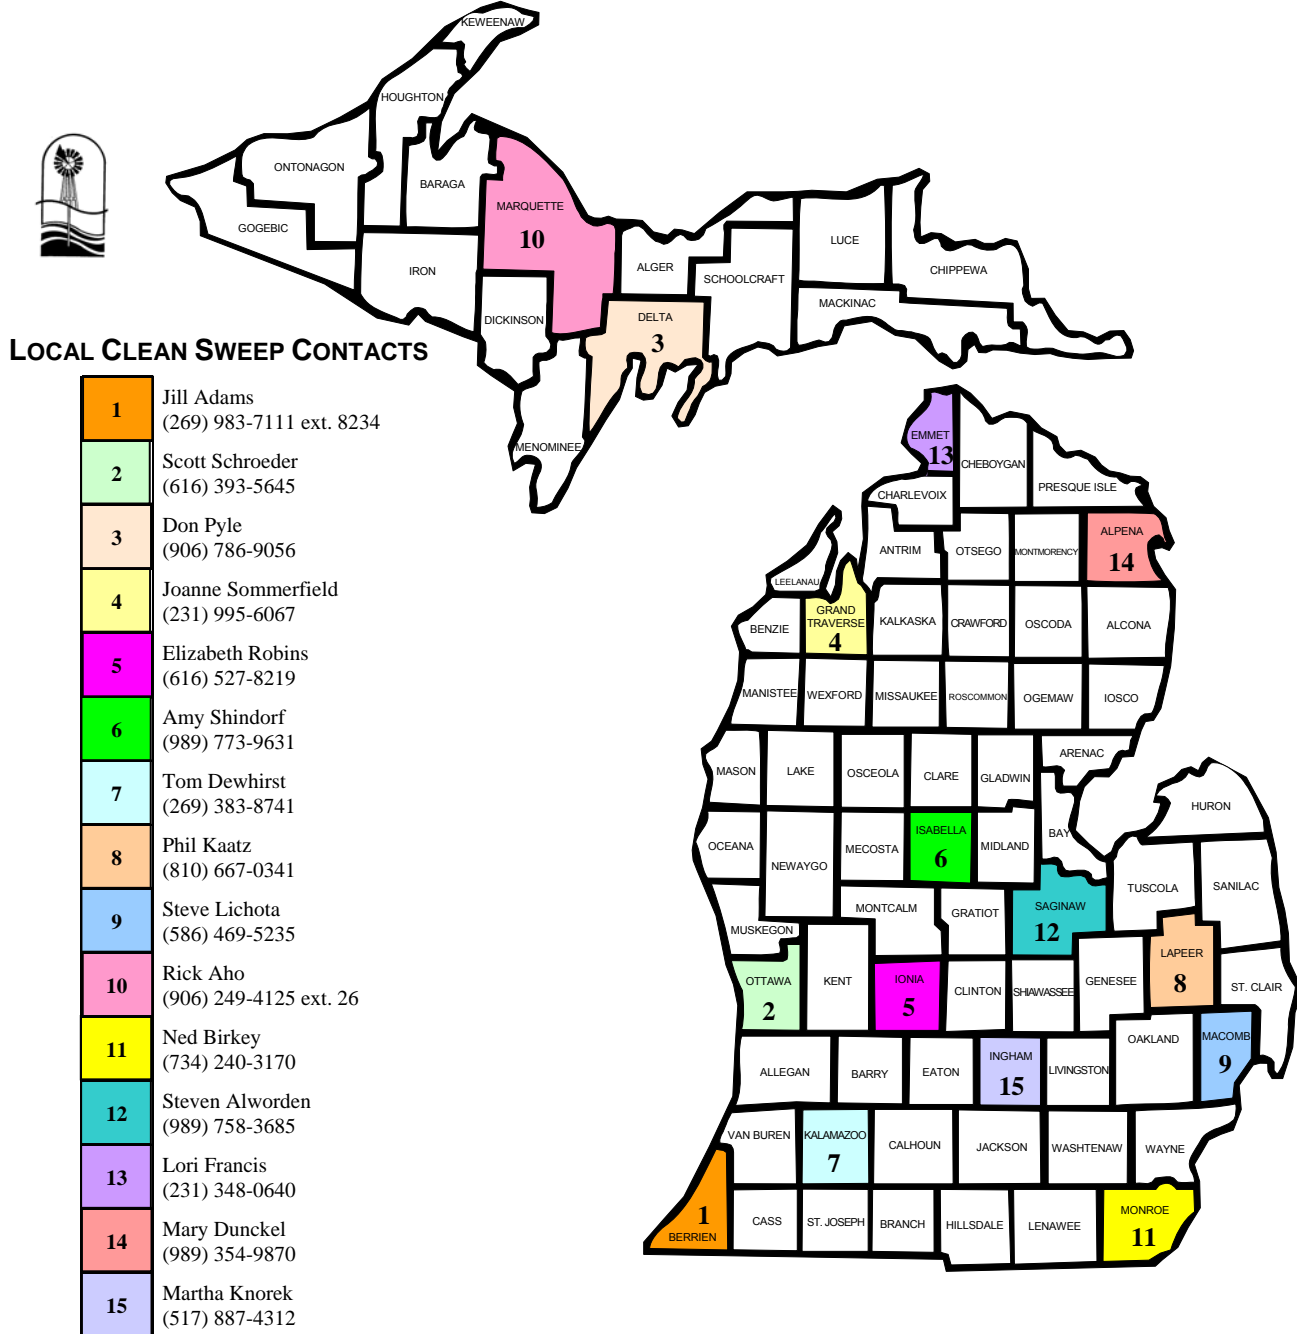 KEWEENAW
HOUGHTON
ONTONAGON
BARAGA
GOGEBIC
MARQUETTE
10
IRON
ALGER
LUCE
CHIPPEWA
SCHOOLCRAFT
MACKINAC
DICKINSON
DELTA
3
MENOMINEE
LOCAL CLEAN SWEEP CONTACTS
1
Jill Adams
(269) 983-7111 ext. 8234
2
Scott Schroeder
(616) 393-5645
3
Don Pyle
(906) 786-9056
4
Joanne Sommerfield
(231) 995-6067
5
Elizabeth Robins
(616) 527-8219
6
Amy Shindorf
(989) 773-9631
7
Tom Dewhirst
(269) 383-8741
8
Phil Kaatz
(810) 667-0341
9
Steve Lichota
(586) 469-5235
10
Rick Aho
(906) 249-4125 ext. 26
11
Ned Birkey
(734) 240-3170
12
Steven Alworden
(989) 758-3685
13
Lori Francis
(231) 348-0640
14
Mary Dunckel
(989) 354-9870
15
Martha Knorek
(517) 887-4312
EMMET
13
CHEBOYGAN
PRESQUE ISLE
CHARLEVOIX
ANTRIM
OTSEGO
MONTMORENCY
ALPENA
14
LEELANAU
BENZIE
GRAND
TRAVERSE
4
KALKASKA
CRAWFORD
OSCODA
ALCONA
MANISTEE
WEXFORD
MISSAUKEE
ROSCOMMON
OGEMAW
IOSCO
MASON
LAKE
OSCEOLA
CLARE
GLADWIN
ARENAC
HURON
OCEANA
NEWAYGO
MECOSTA
ISABELLA
6
MIDLAND
BAY
TUSCOLA
SANILAC
MUSKEGON
MONTCALM
GRATIOT
SAGINAW
12
OTTAWA
2
KENT
IONIA
5
CLINTON
SHIAWASSEE
GENESEE
LAPEER
8
ST. CLAIR
ALLEGAN
BARRY
EATON
INGHAM
15
LIVINGSTON
OAKLAND
MACOMB
9
VAN BUREN
KALAMAZOO
7
CALHOUN
JACKSON
WASHTENAW
WAYNE
1
BERRIEN
CASS
ST. JOSEPH
BRANCH
HILLSDALE
LENAWEE
MONROE
11